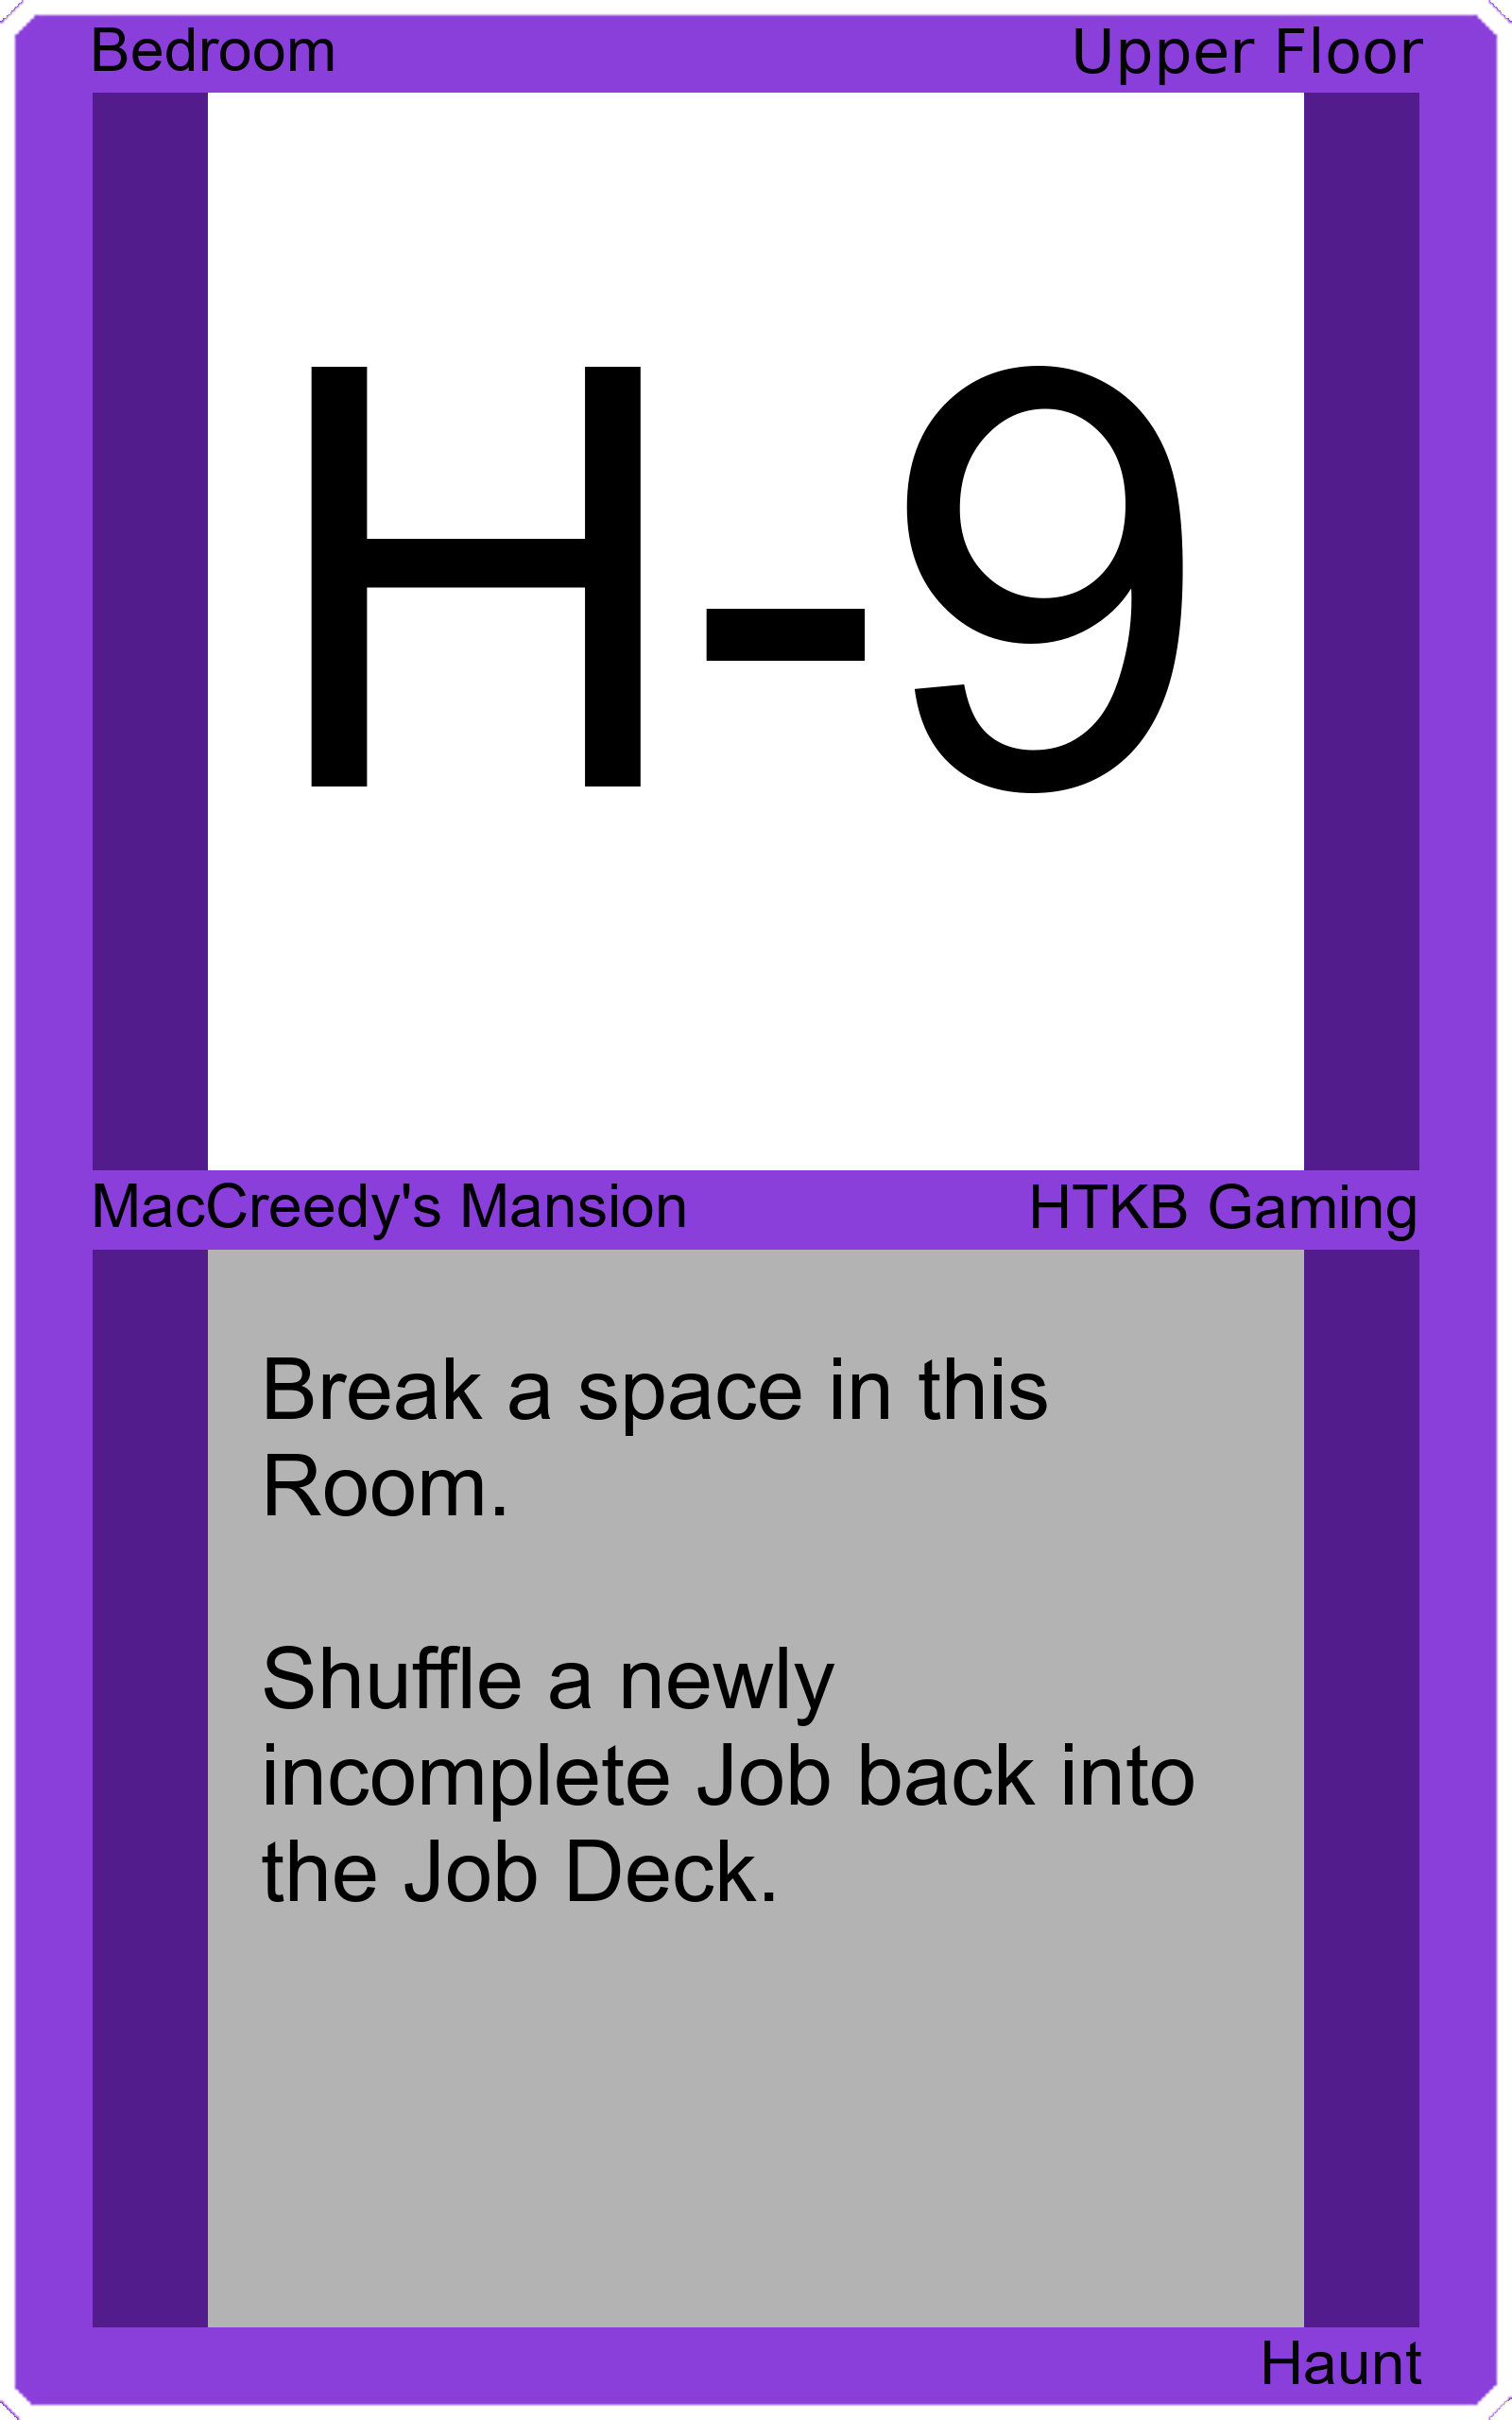 Bedroom
Upper Floor
H-9
MacCreedy's Mansion
HTKB Gaming
Break a space in this
Room.
Shuffle a newly
incomplete Job back into
the Job Deck.
Haunt